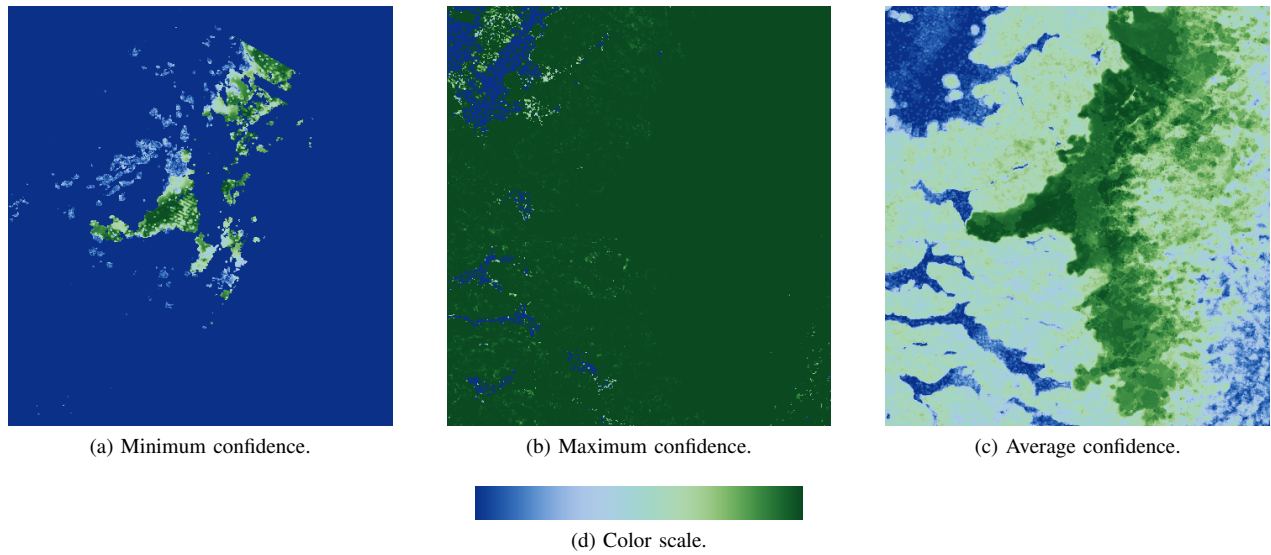 (a) Minimum confidence.
(b) Maximum confidence.
(c) Average confidence.
(d) Color scale.